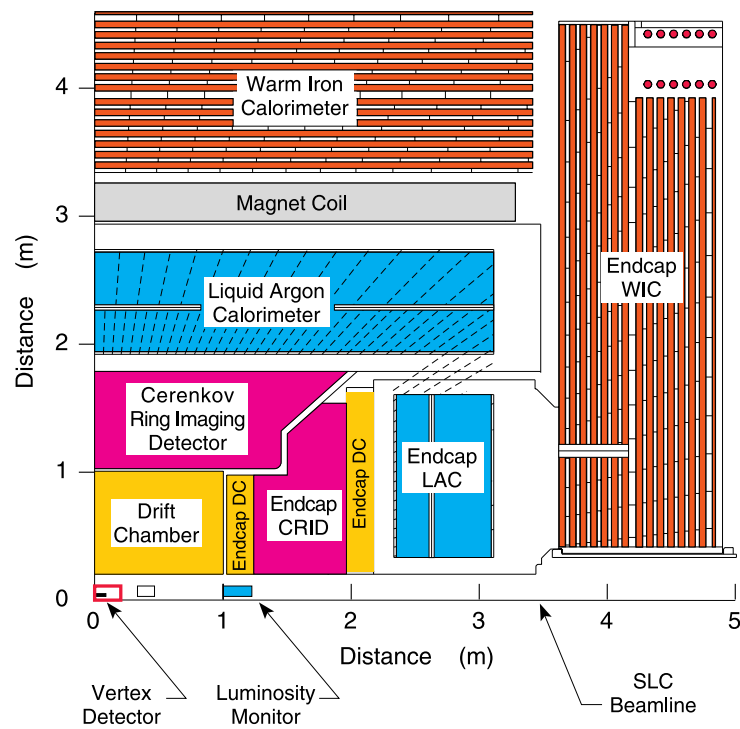 Warm Iron
Calorimeter
4
Magnet Coil
3
Endcap
WIC
Liquid Argon
Calorimeter
Distance (m)
2
Cerenkov
Ring Imaging
Detector
Endcap
LAC
1
Drift
Chamber
Endcap DC
Endcap
CRID
Endcap DC
0
0
1
2
3
4
5
Distance (m)
Vertex
Detector
Luminosity
Monitor
SLC
Beamline